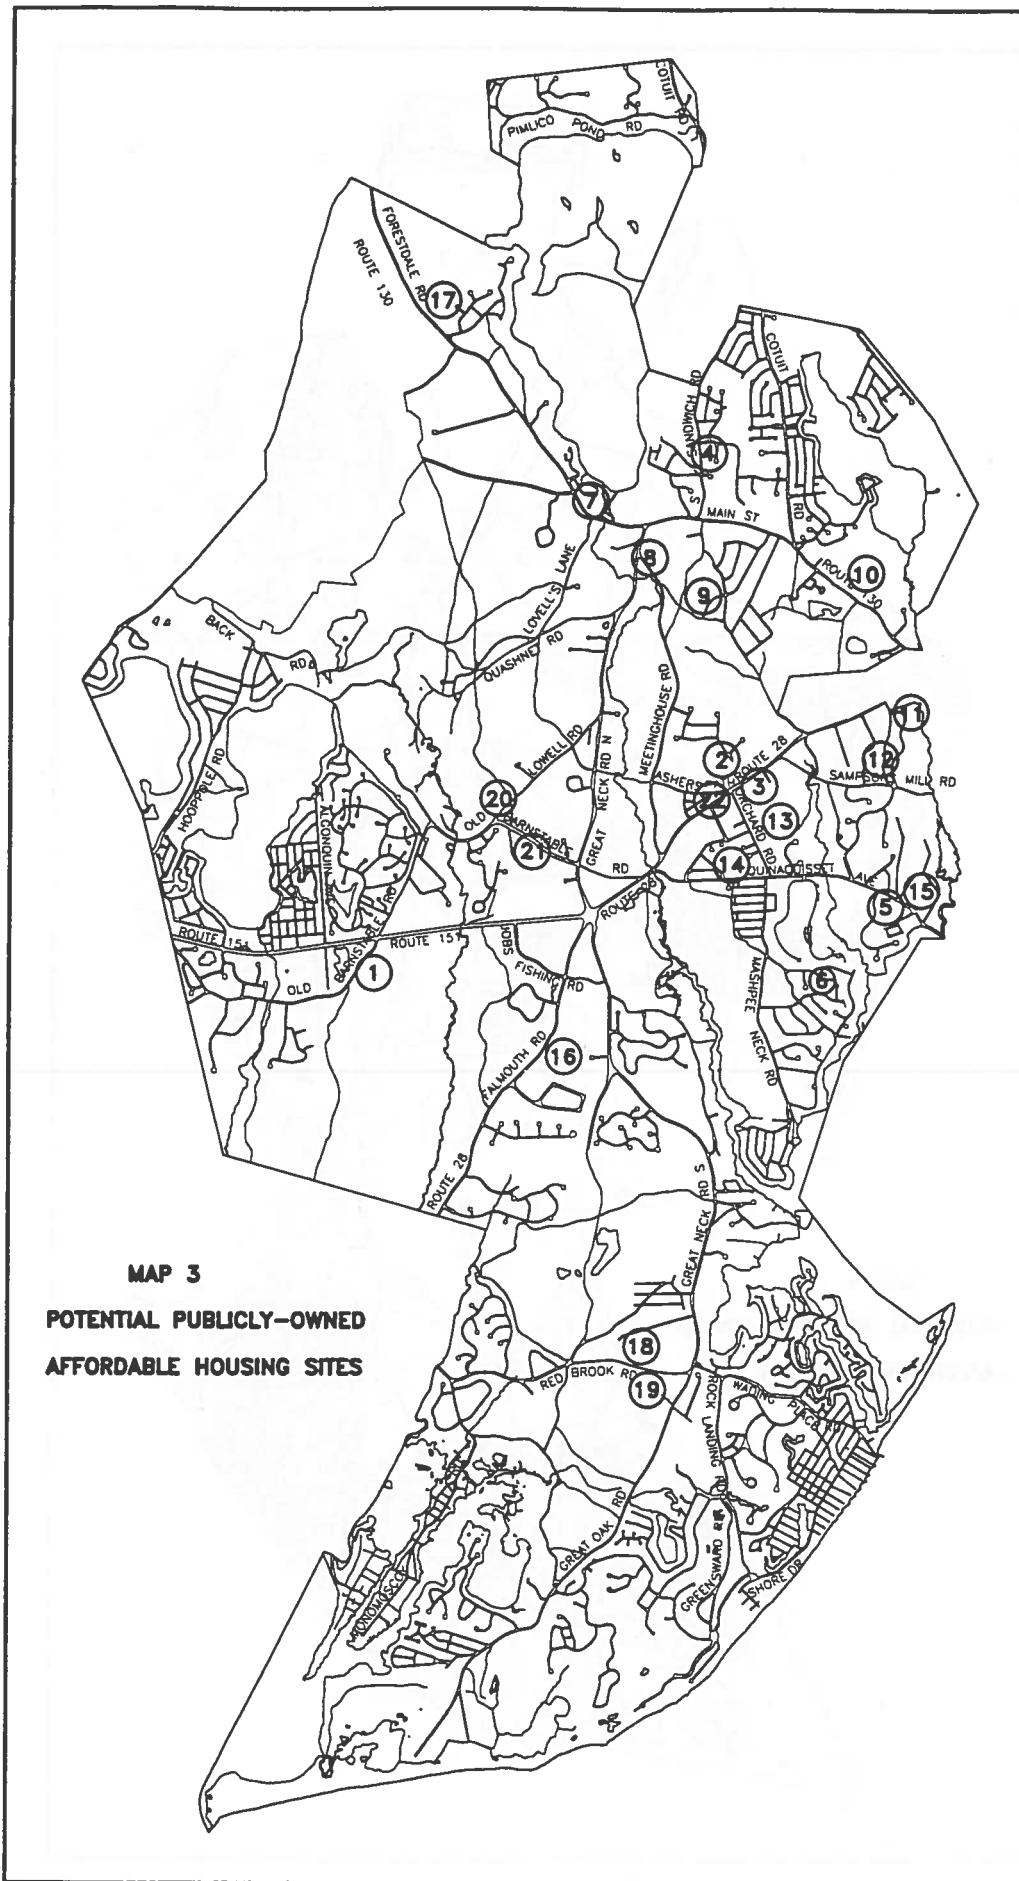 COTUIT RD
PIMLICO POND RD
FORESTDALE RD
ROUTE 130
17
COTUIT RD
S SANDWICH RD
4
7
MAIN ST
8
ROUTE 130
10
9
LOVELL'S LANE
BACK RD
QUASHNET RD
MEETINGHOUSE RD
11
LOWELL RD
GREAT NECK RD N
2
ROUTE 28
12
HOOPPOLE RD
ASHERS
SAMPSONS MILL RD
3
20
22
ORCHARD RD
13
ALGONQUIN AVE
OLD BARNSTABLE RD
21
14
QUINAQUISSET AVE
ROUTE 28
5
15
ROUTE 151
ROUTE 151
OLD BARNSTABLE RD
1
JOBS FISHING RD
MASHPEE NECK RD
6
FALMOUTH RD
16
ROUTE 28
GREAT NECK RD S
MAP 3
POTENTIAL PUBLICLY-OWNED
AFFORDABLE HOUSING SITES
18
RED BROOK RD
19
ROCK LANDING RD
WADING PLACE RD
GREAT OAK RD
GREENSWARD RD
SHORE DR
MONOMOSCOY